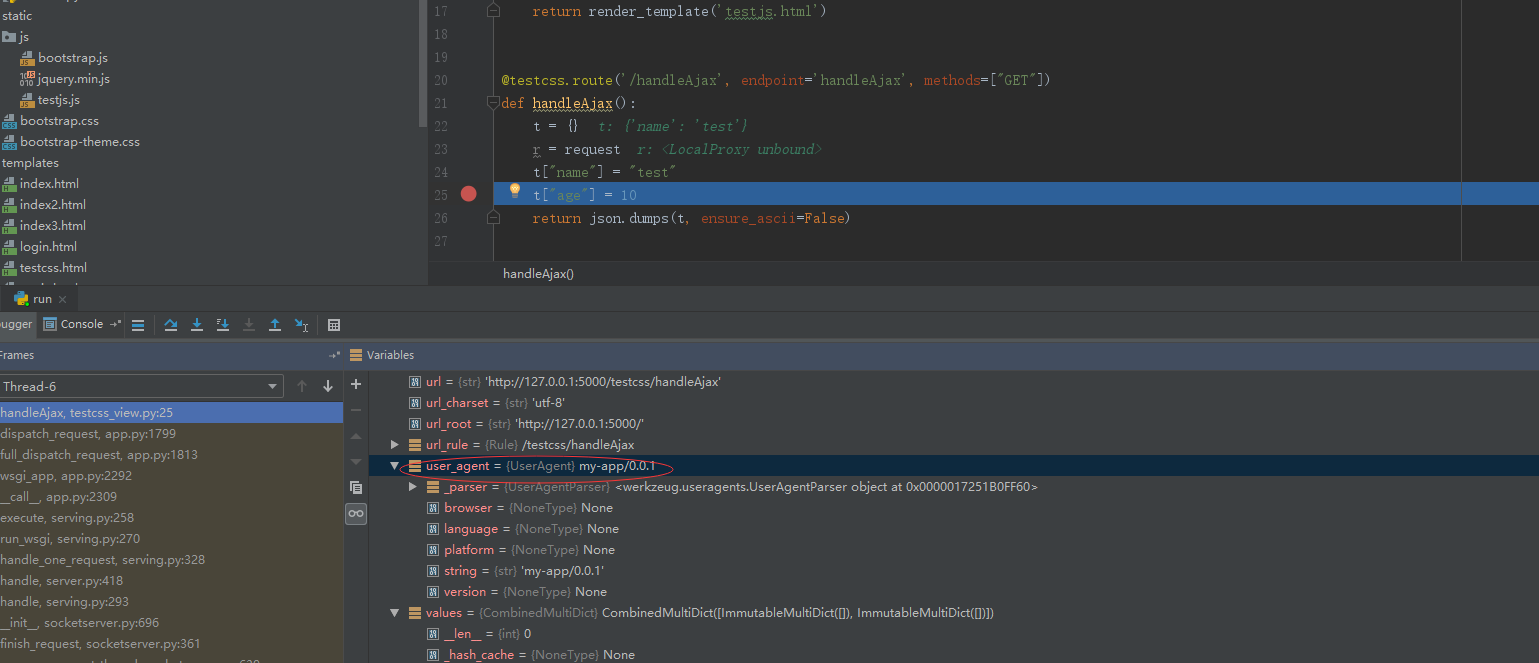 static
js
bootstrap.js
jquery.min.js
testjs.js
bootstrap.css
bootstrap-theme.css
templates
index.html
index2.html
index3.html
login.html
testcss.html
17 return render_template('testjs.html')
18
19
20 @testcss.route('/handleAjax', endpoint='handleAjax', methods=["GET"])
21 def handleAjax():
22 t = {} t: {'name': 'test'}
23 r = request r: <LocalProxy unbound>
24 t["name"] = "test"
25 t["age"] = 10
26 return json.dumps(t, ensure_ascii=False)
27
handleAjax()
run
ugger Console
Frames
Thread-6
handleAjax, testcss_view.py:25
dispatch_request, app.py:1799
full_dispatch_request, app.py:1813
wsgi_app, app.py:2292
__call__, app.py:2309
execute, serving.py:258
run_wsgi, serving.py:270
handle_one_request, serving.py:328
handle, server.py:418
handle, serving.py:293
__init__, socketserver.py:696
finish_request, socketserver.py:361
Variables
url = {str} 'http://127.0.0.1:5000/testcss/handleAjax'
url_charset = {str} 'utf-8'
url_root = {str} 'http://127.0.0.1:5000/'
url_rule = {Rule} /testcss/handleAjax
user_agent = {UserAgent} my-app/0.0.1
_parser = {UserAgentParser} <werkzeug.useragents.UserAgentParser object at 0x0000017251B0FF60>
browser = {NoneType} None
language = {NoneType} None
platform = {NoneType} None
string = {str} 'my-app/0.0.1'
version = {NoneType} None
values = {CombinedMultiDict} CombinedMultiDict([ImmutableMultiDict([]), ImmutableMultiDict([])])
__len__ = {int} 0
_hash_cache = {NoneType} None